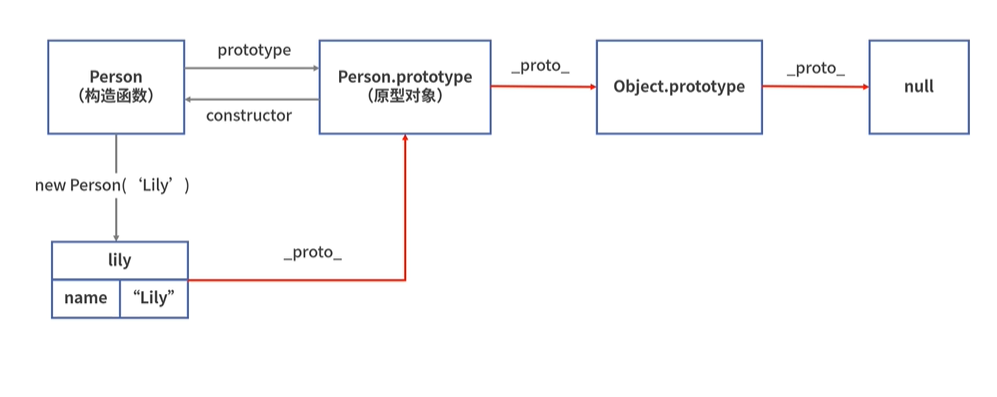 prototype
Person
（构造函数）
constructor
Person.prototype
（原型对象）
_proto_
Object.prototype
_proto_
null
new Person(‘Lily’)
lily
name
“Lily”
_proto_